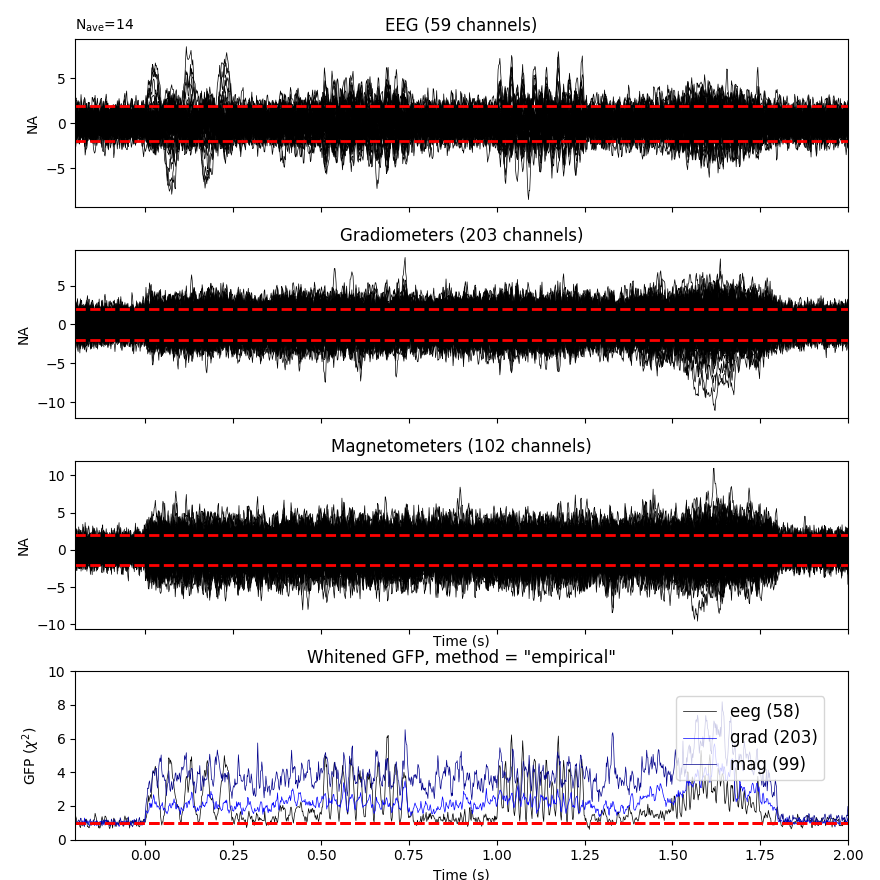 Nave=14
EEG (59 channels)
NA
5
0
−5
Gradiometers (203 channels)
NA
5
0
−5
−10
Magnetometers (102 channels)
NA
10
5
0
−5
−10
Time (s)
Whitened GFP, method = "empirical"
GFP (χ²)
10
8
6
4
2
0
eeg (58)
grad (203)
mag (99)
0.00 0.25 0.50 0.75 1.00 1.25 1.50 1.75 2.00
Time (s)